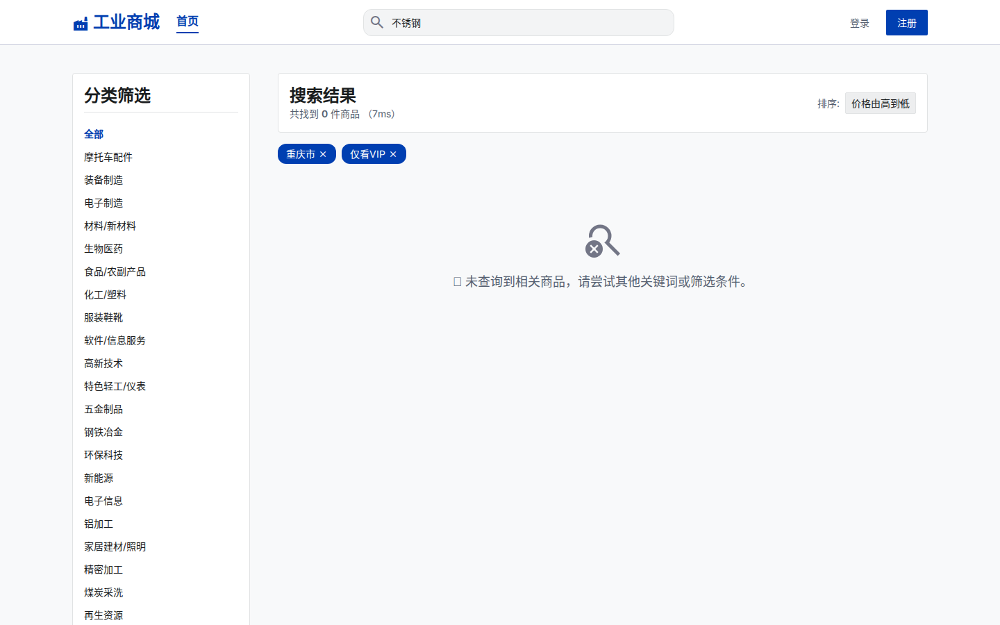 工业商城
首页
不锈钢
登录
注册
分类筛选
全部
摩托车配件
装备制造
电子制造
材料/新材料
生物医药
食品/农副产品
化工/塑料
服装鞋靴
软件/信息服务
高新技术
特色轻工/仪表
五金制品
钢铁冶金
环保科技
新能源
电子信息
铝加工
家居建材/照明
精密加工
煤炭采洗
再生资源
搜索结果
共找到 0 件商品 （7ms）
排序:
价格由高到低
重庆市 ×
仅看VIP ×
未查询到相关商品，请尝试其他关键词或筛选条件。